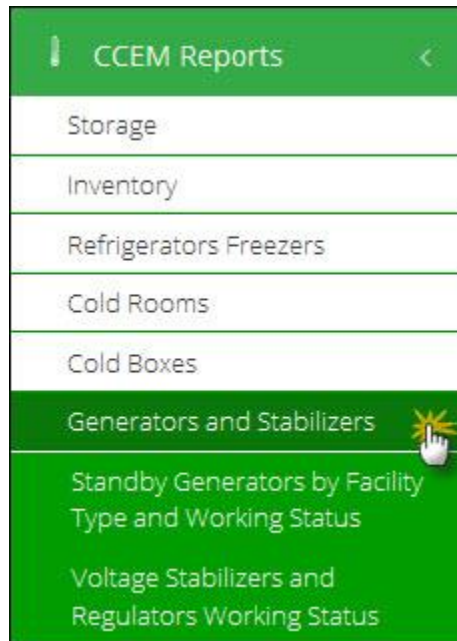 CCEM Reports
Storage
Inventory
Refrigerators Freezers
Cold Rooms
Cold Boxes
Generators and Stabilizers
Standby Generators by Facility
Type and Working Status
Voltage Stabilizers and
Regulators Working Status